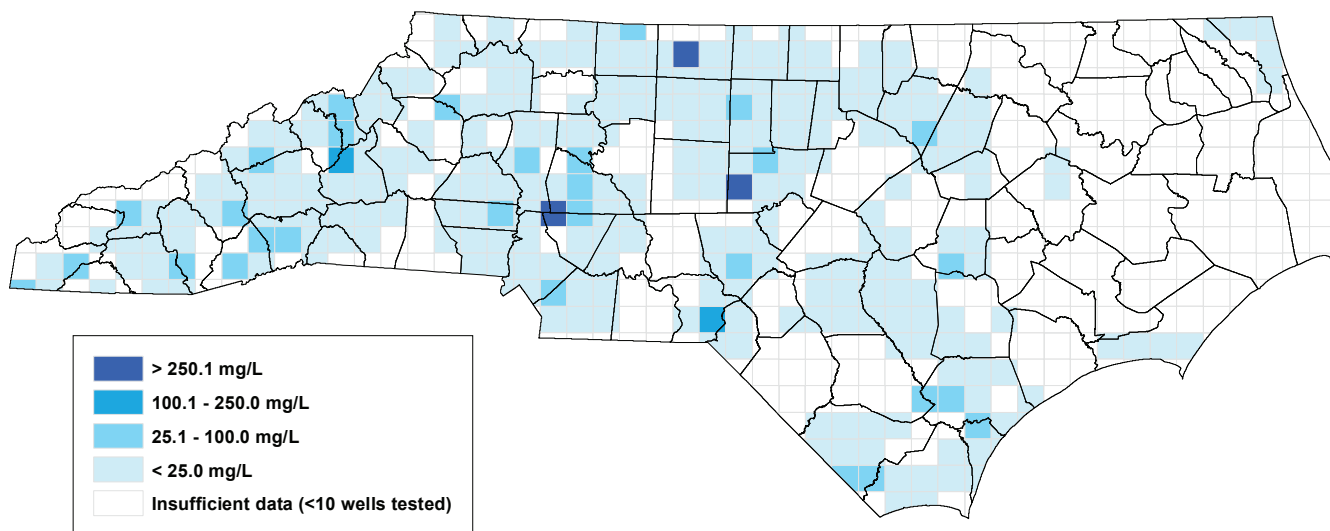 > 250.1 mg/L
100.1 - 250.0 mg/L
25.1 - 100.0 mg/L
< 25.0 mg/L
Insufficient data (<10 wells tested)